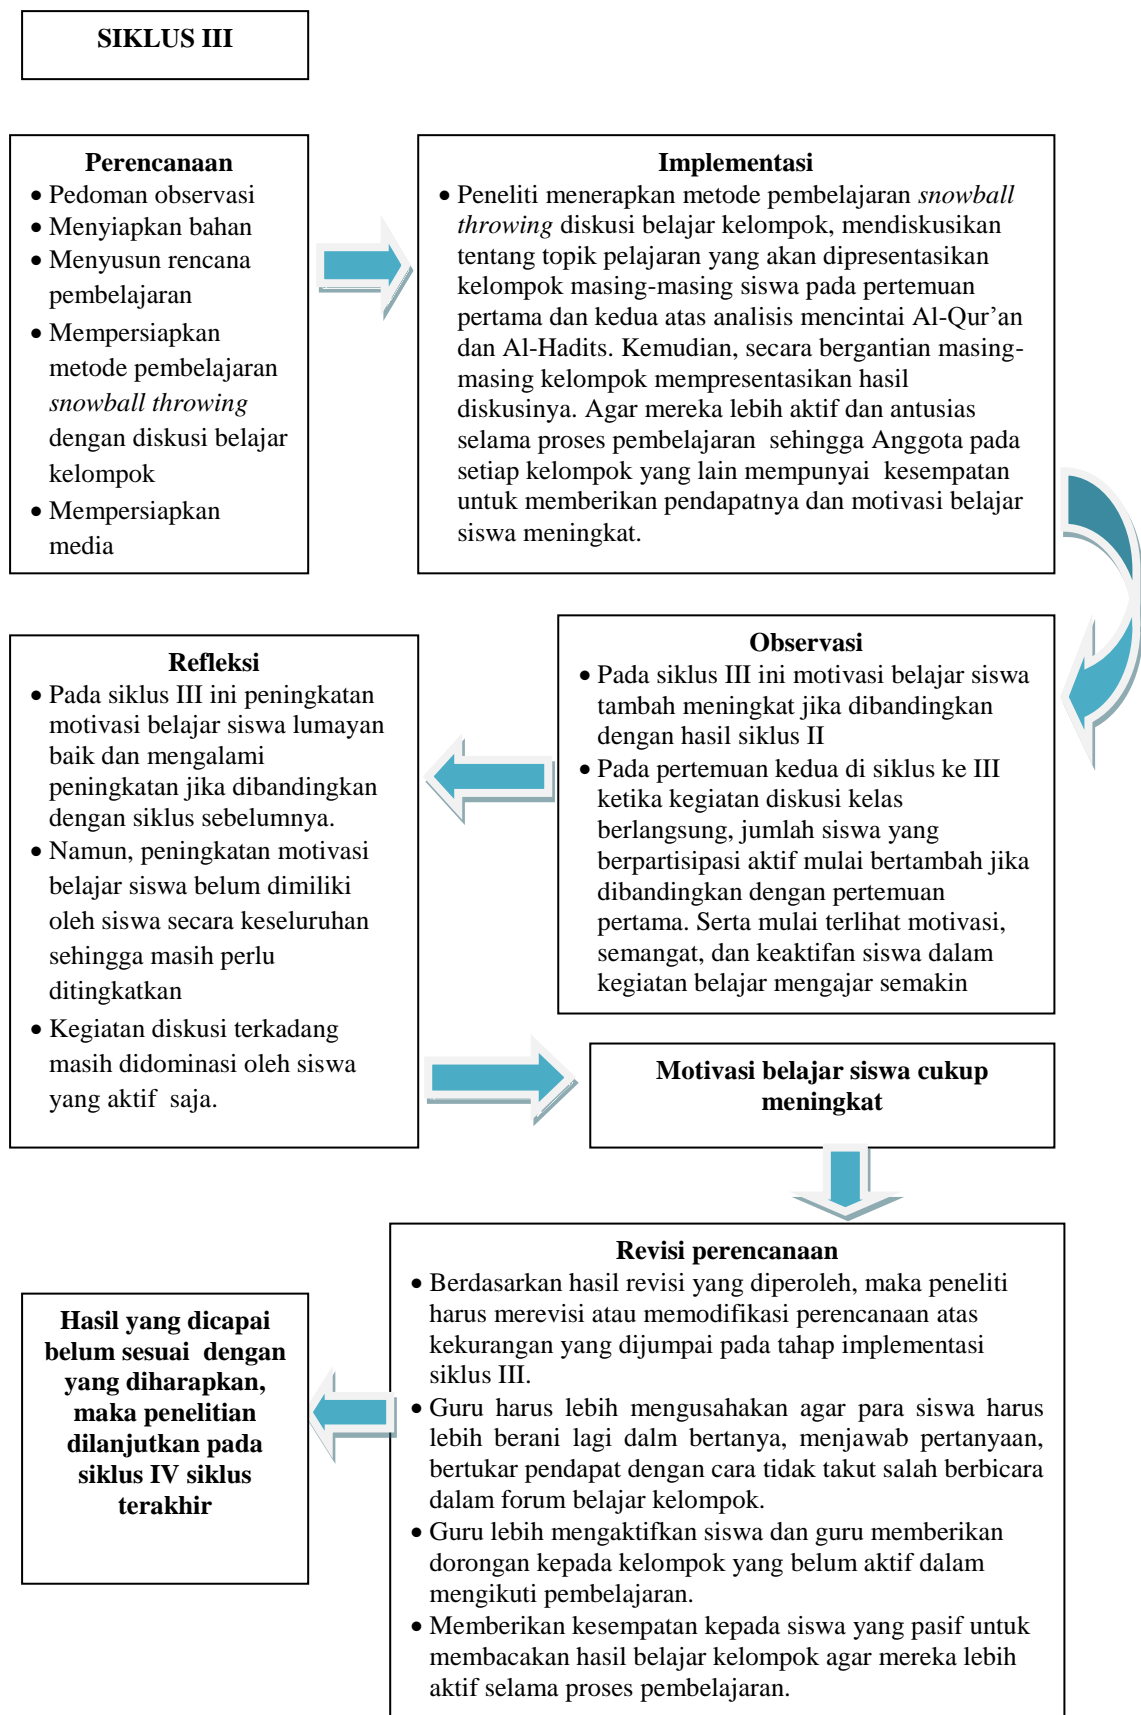 SIKLUS III
Perencanaan
• Pedoman observasi
• Menyiapkan bahan
• Menyusun rencana
pembelajaran
• Mempersiapkan
metode pembelajaran
snowball throwing
dengan diskusi belajar
kelompok
• Mempersiapkan
media
Implementasi
• Peneliti menerapkan metode pembelajaran snowball
throwing diskusi belajar kelompok, mendiskusikan
tentang topik pelajaran yang akan dipresentasikan
kelompok masing-masing siswa pada pertemuan
pertama dan kedua atas analisis mencintai Al-Qur’an
dan Al-Hadits. Kemudian, secara bergantian masing-
masing kelompok mempresentasikan hasil
diskusinya. Agar mereka lebih aktif dan antusias
selama proses pembelajaran sehingga Anggota pada
setiap kelompok yang lain mempunyai kesempatan
untuk memberikan pendapatnya dan motivasi belajar
siswa meningkat.
Observasi
• Pada siklus III ini motivasi belajar siswa
tambah meningkat jika dibandingkan
dengan hasil siklus II
• Pada pertemuan kedua di siklus ke III
ketika kegiatan diskusi kelas
berlangsung, jumlah siswa yang
berpartisipasi aktif mulai bertambah jika
dibandingkan dengan pertemuan
pertama. Serta mulai terlihat motivasi,
semangat, dan keaktifan siswa dalam
kegiatan belajar mengajar semakin
Refleksi
• Pada siklus III ini peningkatan
motivasi belajar siswa lumayan
baik dan mengalami
peningkatan jika dibandingkan
dengan siklus sebelumnya.
• Namun, peningkatan motivasi
belajar siswa belum dimiliki
oleh siswa secara keseluruhan
sehingga masih perlu
ditingkatkan
• Kegiatan diskusi terkadang
masih didominasi oleh siswa
yang aktif saja.
Motivasi belajar siswa cukup
meningkat
Revisi perencanaan
• Berdasarkan hasil revisi yang diperoleh, maka peneliti
harus merevisi atau memodifikasi perencanaan atas
kekurangan yang dijumpai pada tahap implementasi
siklus III.
• Guru harus lebih mengusahakan agar para siswa harus
lebih berani lagi dalm bertanya, menjawab pertanyaan,
bertukar pendapat dengan cara tidak takut salah berbicara
dalam forum belajar kelompok.
• Guru lebih mengaktifkan siswa dan guru memberikan
dorongan kepada kelompok yang belum aktif dalam
mengikuti pembelajaran.
• Memberikan kesempatan kepada siswa yang pasif untuk
membacakan hasil belajar kelompok agar mereka lebih
aktif selama proses pembelajaran.
Hasil yang dicapai
belum sesuai dengan
yang diharapkan,
maka penelitian
dilanjutkan pada
siklus IV siklus
terakhir